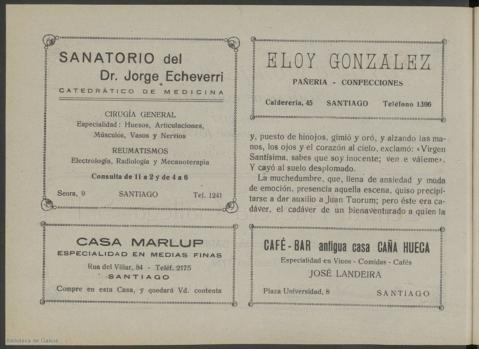 SANATORIO del
Dr. Jorge Echeverri
CATEDRÁTICO DE MEDICINA
CIRUGÍA GENERAL
Especialidad: Huesos, Articulaciones,
Músculos, Vasos y Nervios
REUMATISMOS
Electrología, Radiología y Mecanoterapia
Consulta de 11 a 2 y de 4 a 6
Senra, 9 SANTIAGO Tel. 1241
CASA MARLUP
ESPECIALIDAD EN MEDIAS FINAS
Rua del Villar, 84 - Teléf. 2175
SANTIAGO
Compre en esta Casa, y quedará Vd. contenta
ELOY GONZALEZ
PAÑERIA - CONFECCIONES
Calderería, 45 SANTIAGO Teléfono 1396
y, puesto de hinojos, gimió y oró, y alzando las ma-
nos, los ojos y el corazón al cielo, exclamó: «Virgen
Santísima, sabes que soy inocente; ven e váleme».
Y cayó al suelo desplomado.
La muchedumbre, que, llena de ansiedad y muda
de emoción, presencia aquella escena, quiso precipi-
tarse a dar auxilio a Juan Tuorum; pero éste era ca-
dáver, el cadáver de un bienaventurado a quien la
CAFÉ-BAR antigua casa CAÑA HUECA
Especialidad en Vinos - Comidas - Cafés
JOSÉ LANDEIRA
Plaza Universidad, 8 SANTIAGO
Biblioteca de Galicia